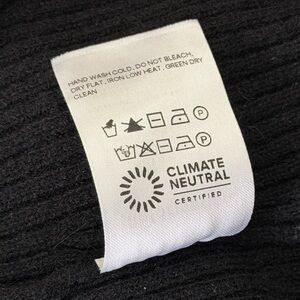 HAND WASH COLD, DO NOT BLEACH,
DRY FLAT, IRON LOW HEAT, GREEN DRY
CLEAN
P
P
CLIMATE
NEUTRAL
CERTIFIED